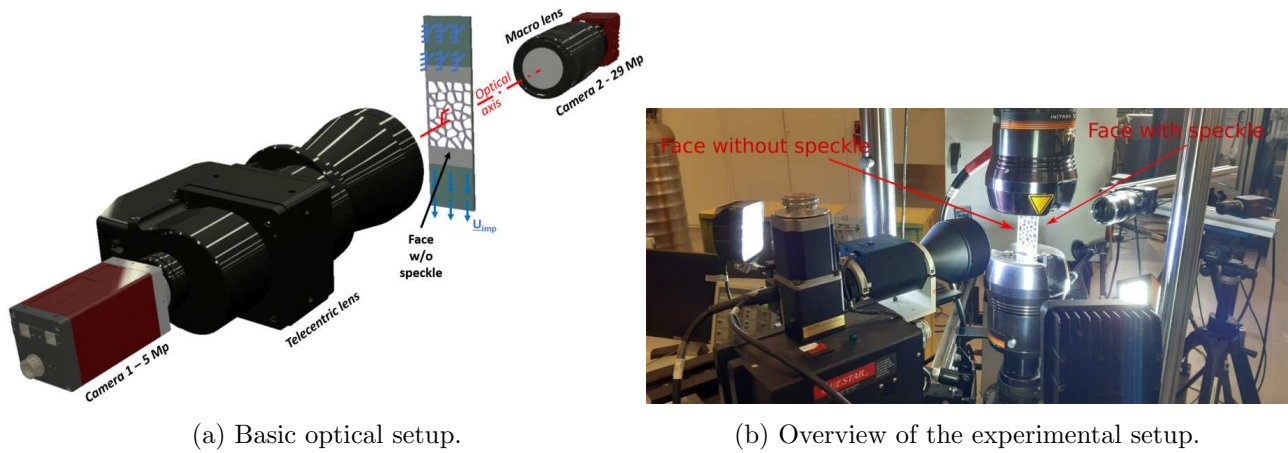 Macro lens
Camera 2 - 29 Mp
Optical
axis
U_imp
Face
w/o
speckle
Telecentric lens
Camera 1 – 5 Mp
INSTRON
Face without speckle
Face with speckle
(a) Basic optical setup.
(b) Overview of the experimental setup.